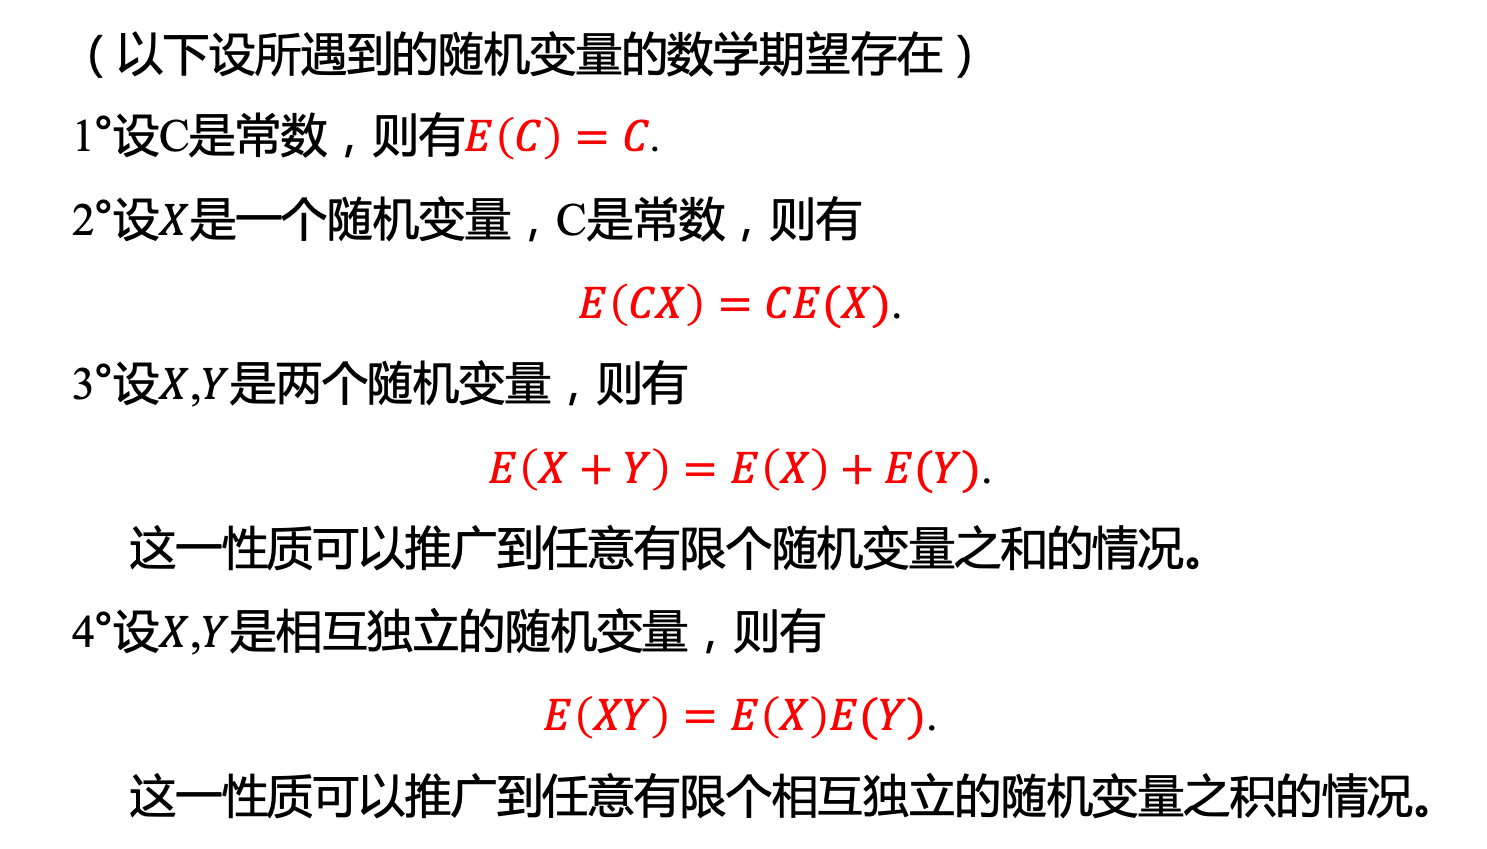 （以下设所遇到的随机变量的数学期望存在）
1°设C是常数，则有E(C) = C.
2°设X是一个随机变量，C是常数，则有
E(CX) = CE(X).
3°设X,Y是两个随机变量，则有
E(X + Y) = E(X) + E(Y).
这一性质可以推广到任意有限个随机变量之和的情况。
4°设X,Y是相互独立的随机变量，则有
E(XY) = E(X)E(Y).
这一性质可以推广到任意有限个相互独立的随机变量之积的情况。